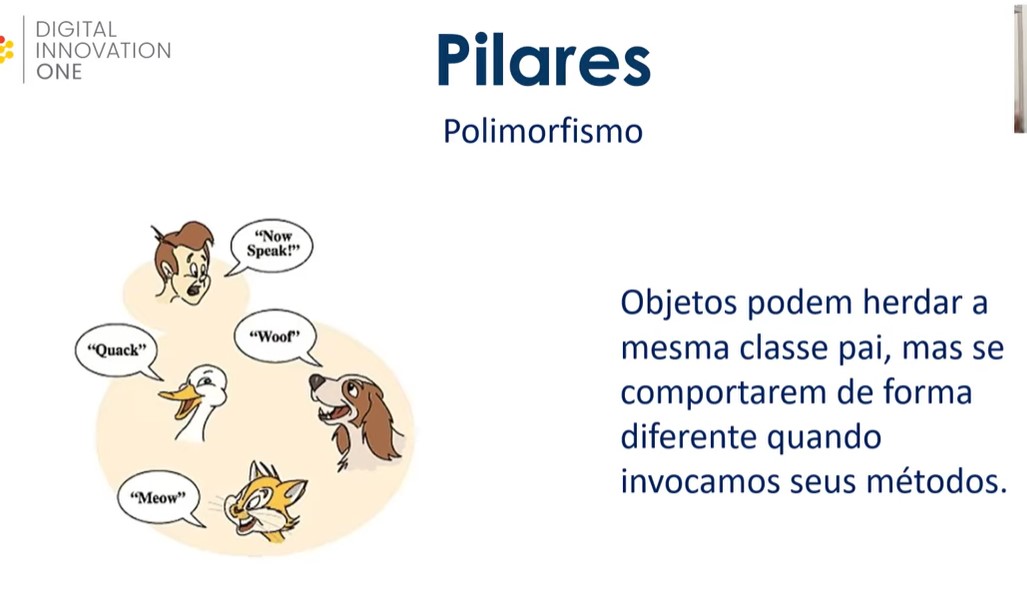 DIGITAL
INNOVATION
ONE
Pilares
Polimorfismo
“Now
Speak!”
“Quack”
“Woof”
“Meow”
Objetos podem herdar a
mesma classe pai, mas se
comportarem de forma
diferente quando
invocamos seus métodos.